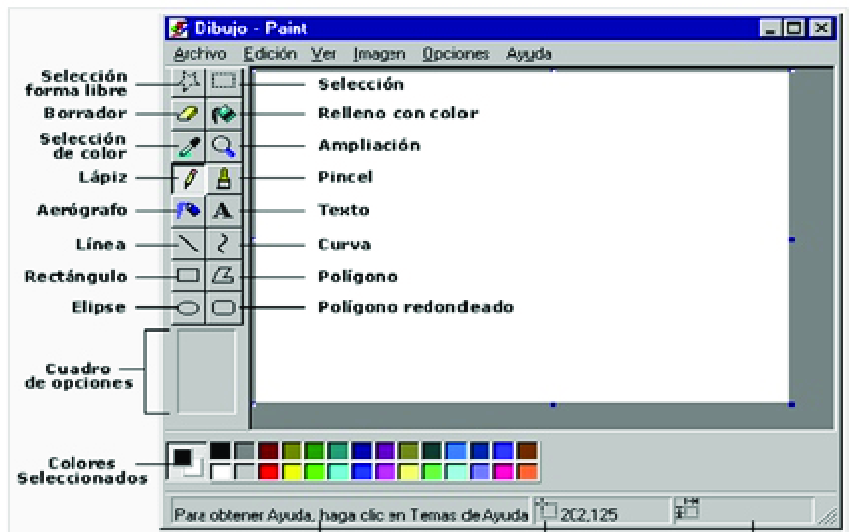 Dibujo - Paint
Archivo Edición Ver Imagen Opciones Ayuda
Selección
forma libre
Selección
Borrador
Relleno con color
Selección
de color
Ampliación
Lápiz
Pincel
Aerógrafo
A
Texto
Línea
Curva
Rectángulo
Polígono
Elipse
Polígono redondeado
Cuadro
de opciones
Colores
Seleccionados
Para obtener Ayuda, haga clic en Temas de Ayuda
202,125